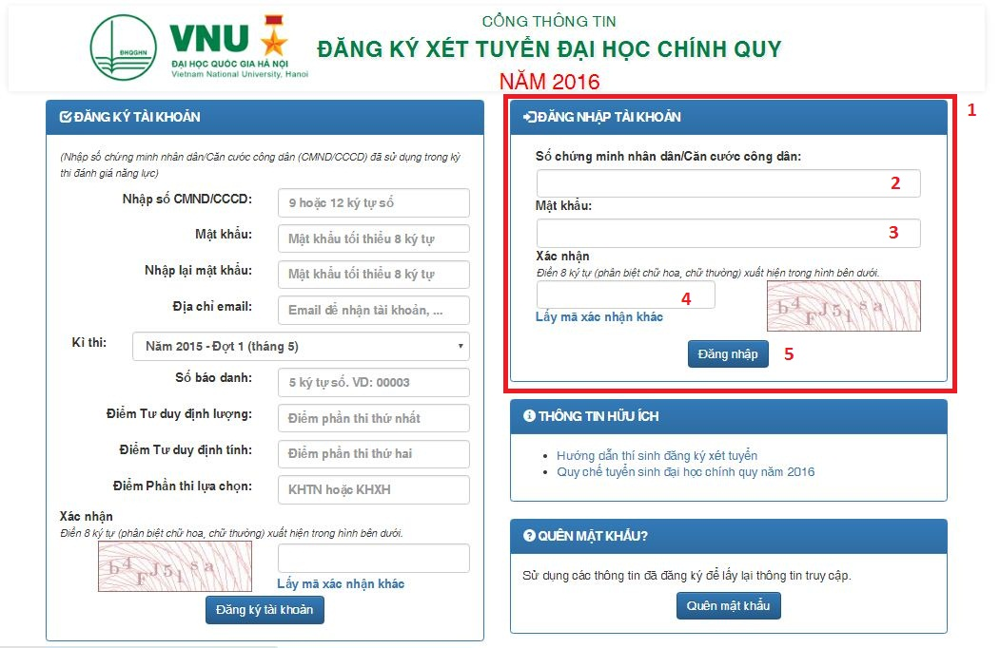 CỔNG THÔNG TIN
ĐĂNG KÝ XÉT TUYỂN ĐẠI HỌC CHÍNH QUY
NĂM 2016
ĐHQGHN
VNU
ĐẠI HỌC QUỐC GIA HÀ NỘI
Vietnam National University, Hanoi
ĐĂNG KÝ TÀI KHOẢN
(Nhập số chứng minh nhân dân/Căn cước công dân (CMND/CCCD) đã sử dụng trong kỳ
thi đánh giá năng lực)
Nhập số CMND/CCCD: 9 hoặc 12 ký tự số
Mật khẩu: Mật khẩu tối thiểu 8 ký tự
Nhập lại mật khẩu: Mật khẩu tối thiểu 8 ký tự
Địa chỉ email: Email để nhận tài khoản, ...
Kì thi: Năm 2015 - Đợt 1 (tháng 5)
Số báo danh: 5 ký tự số. VD: 00003
Điểm Tư duy định lượng: Điểm phần thi thứ nhất
Điểm Tư duy định tính: Điểm phần thi thứ hai
Điểm Phần thi lựa chọn: KHTN hoặc KHXH
Xác nhận
Điền 8 ký tự (phân biệt chữ hoa, chữ thường) xuất hiện trong hình bên dưới.
b4FJ5lsa
Lấy mã xác nhận khác
Đăng ký tài khoản
ĐĂNG NHẬP TÀI KHOẢN
1
Số chứng minh nhân dân/Căn cước công dân:
2
Mật khẩu:
3
Xác nhận
Điền 8 ký tự (phân biệt chữ hoa, chữ thường) xuất hiện trong hình bên dưới.
4
b4FJ5lsa
Lấy mã xác nhận khác
Đăng nhập 5
THÔNG TIN HỮU ÍCH
Hướng dẫn thí sinh đăng ký xét tuyển
Quy chế tuyển sinh đại học chính quy năm 2016
QUÊN MẬT KHẨU?
Sử dụng các thông tin đã đăng ký để lấy lại thông tin truy cập.
Quên mật khẩu